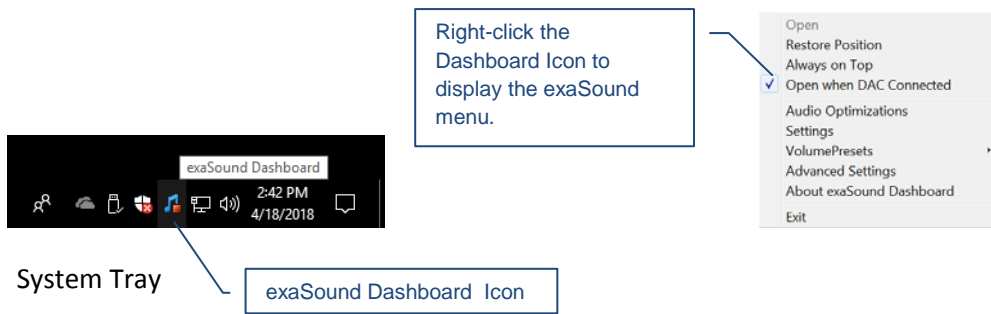 Right-click the
Dashboard Icon to
display the exaSound
menu.
Open
Restore Position
Always on Top
Open when DAC Connected
Audio Optimizations
Settings
VolumePresets
Advanced Settings
About exaSound Dashboard
Exit
exaSound Dashboard
2:42 PM
4/18/2018
System Tray
exaSound Dashboard Icon